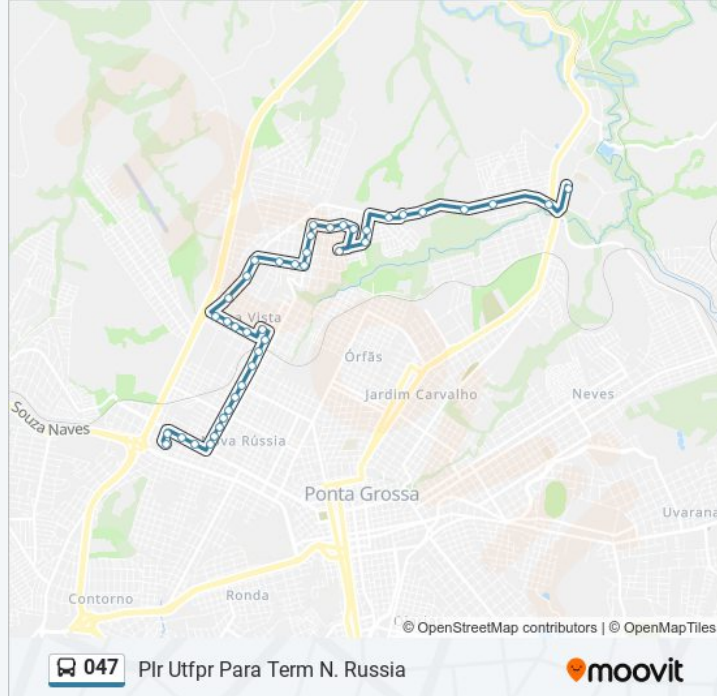 a Vista
Órfãs
Jardim Carvalho
Neves
Souza Naves
ova Rússia
Ponta Grossa
Uvarana
Contorno
Ronda
© OpenStreetMap contributors | © OpenMapTiles
047 Plr Utfpr Para Term N. Russia
moovit